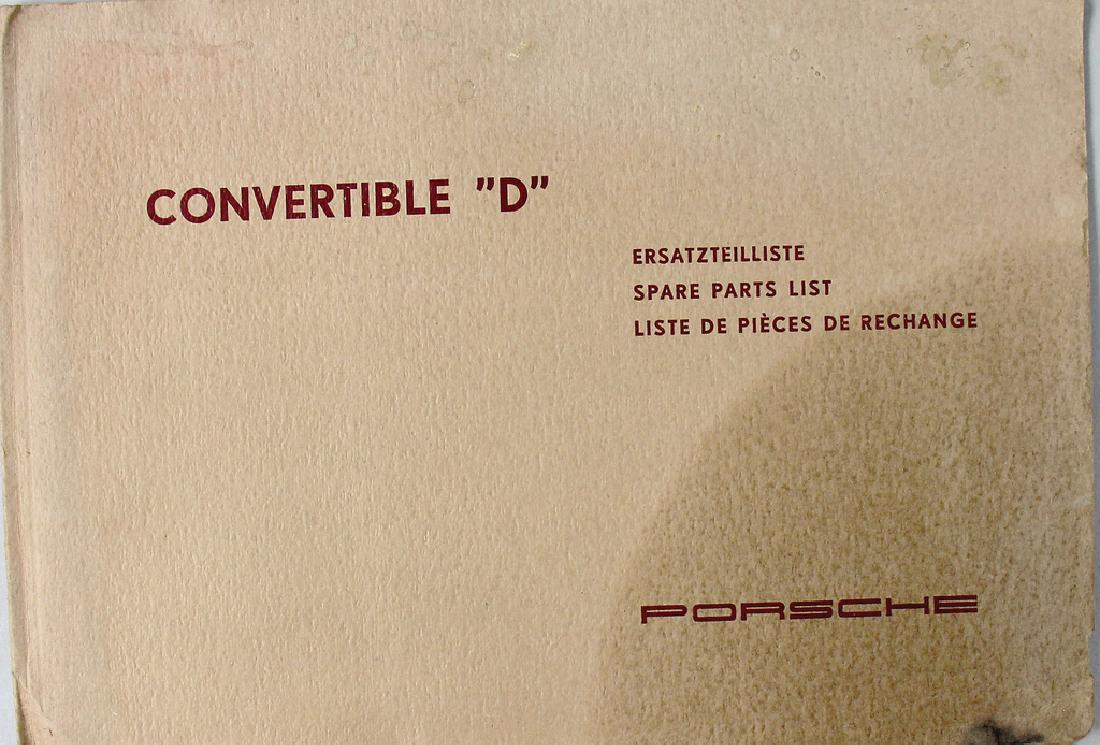 CONVERTIBLE ”D”
ERSATZTEILLISTE
SPARE PARTS LIST
LISTE DE PIÈCES DE RECHANGE
PORSCHE